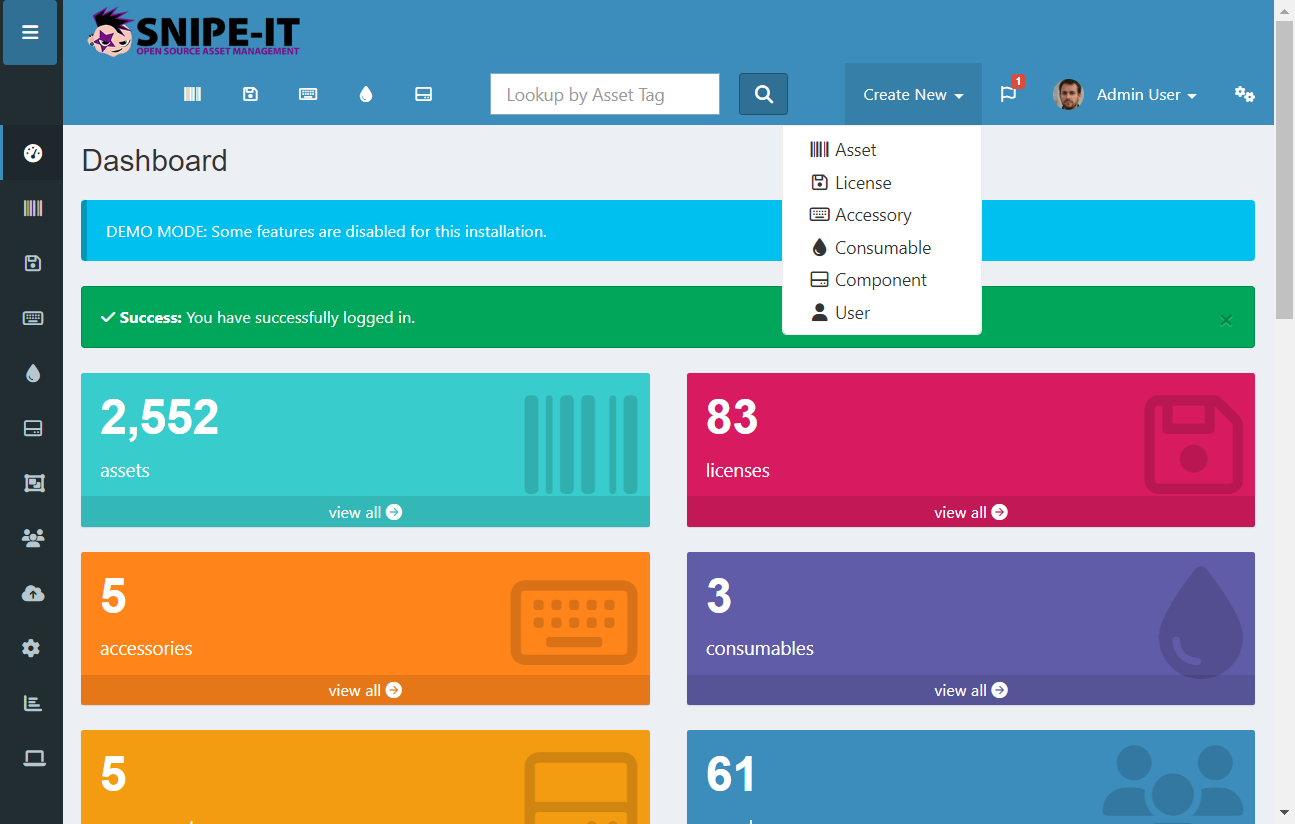 SNIPE-IT
OPEN SOURCE ASSET MANAGEMENT
Lookup by Asset Tag
Create New
1
Admin User
Asset
License
Accessory
Consumable
Component
User
Dashboard
DEMO MODE: Some features are disabled for this installation.
Success: You have successfully logged in.
×
2,552
assets
view all
83
licenses
view all
5
accessories
view all
3
consumables
view all
5
61